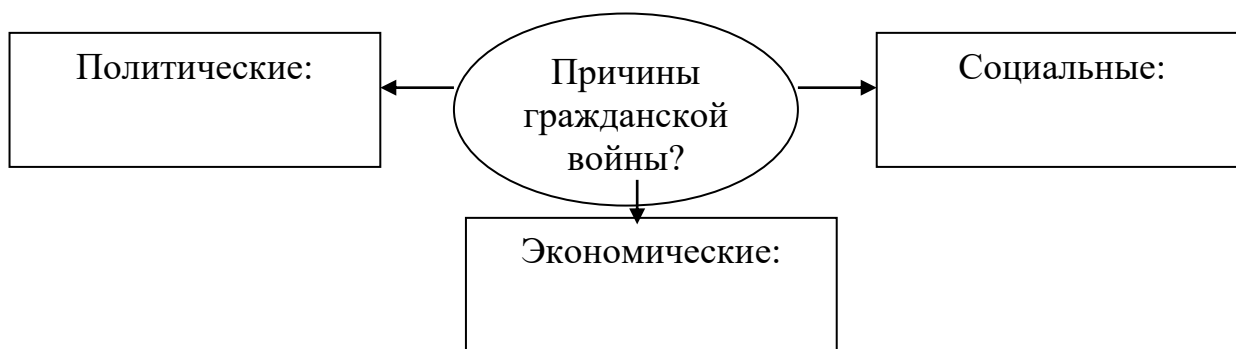 Политические:
Причины
гражданской
войны?
Социальные:
Экономические: